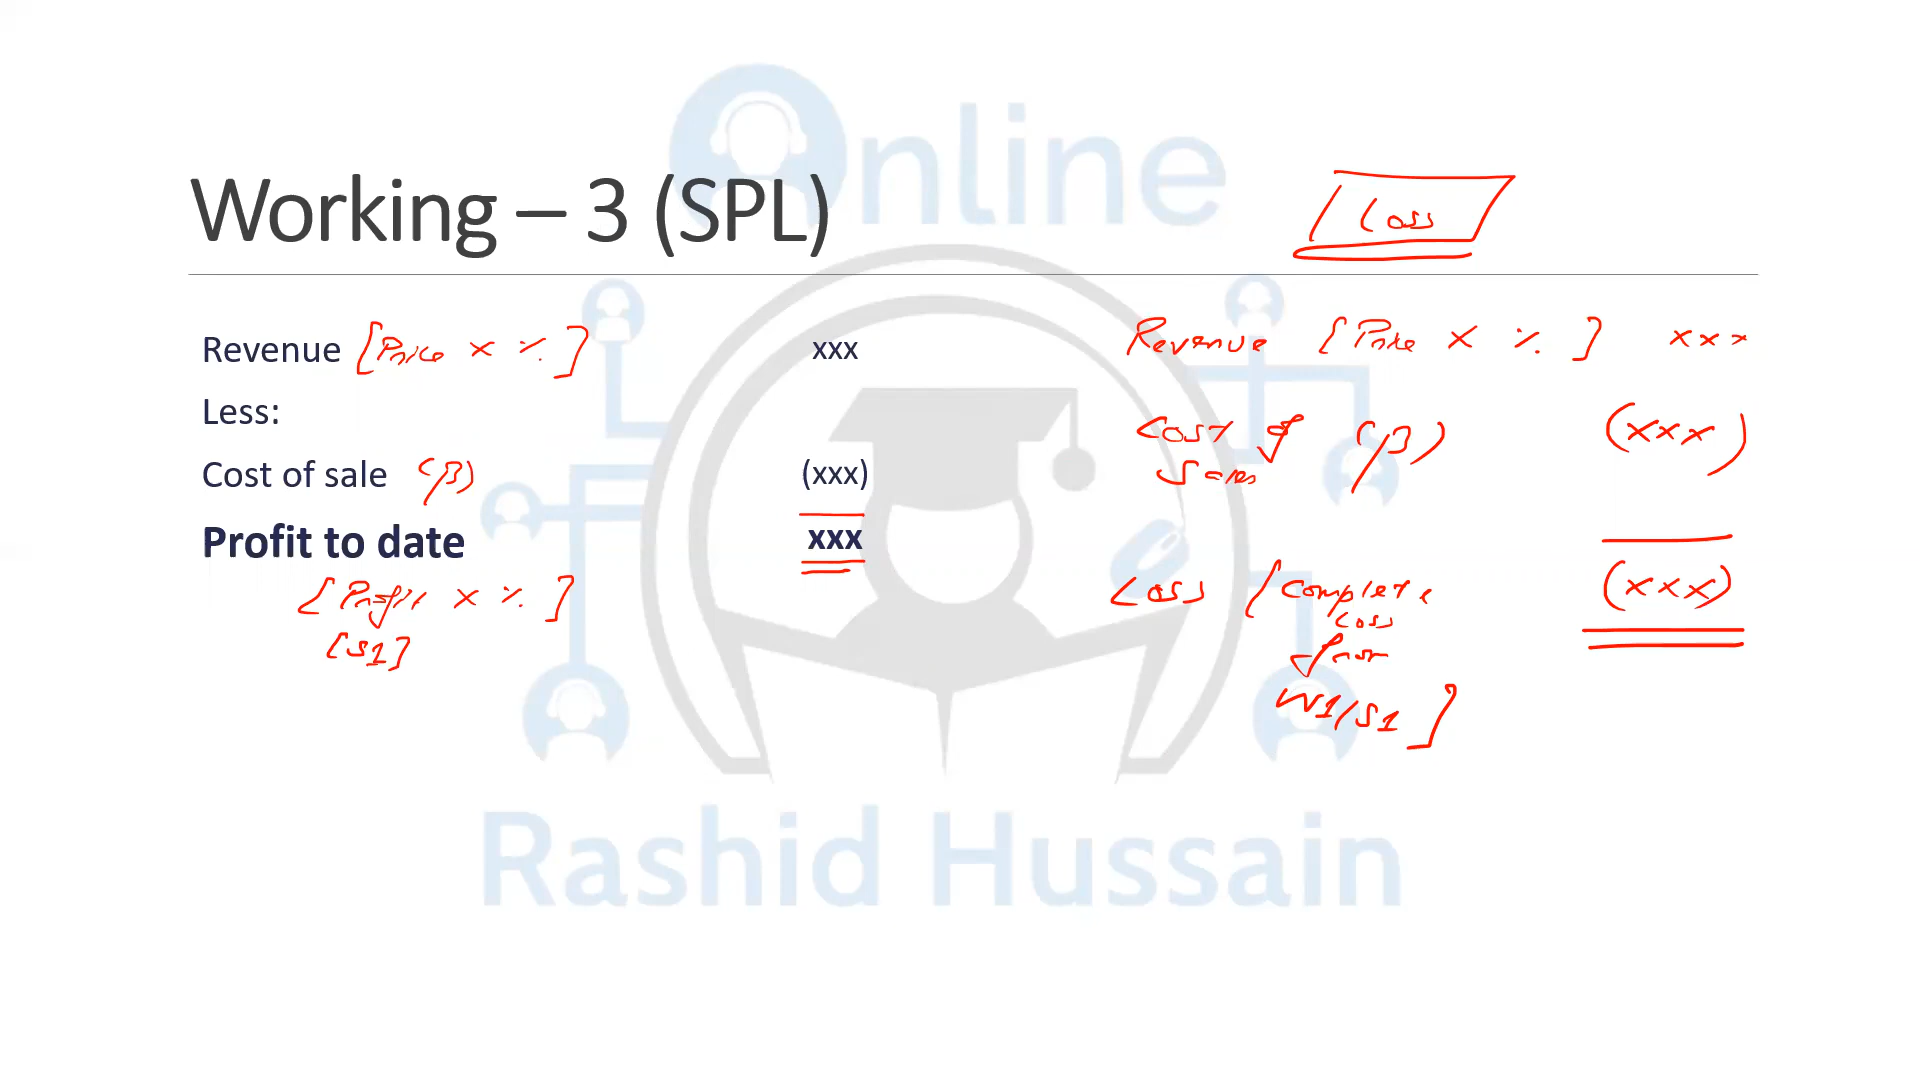 Online
Working – 3 (SPL)
Loss
Revenue [Price x %] xxx
Less:
Cost of sale (β) (xxx)
Profit to date xxx
[Profit x %]
[S1]
Revenue [Price x %] xxx
Cost of (β) (xxx)
Sales
Loss [Complete (xxx)
Loss
from
W1/S1]
Rashid Hussain